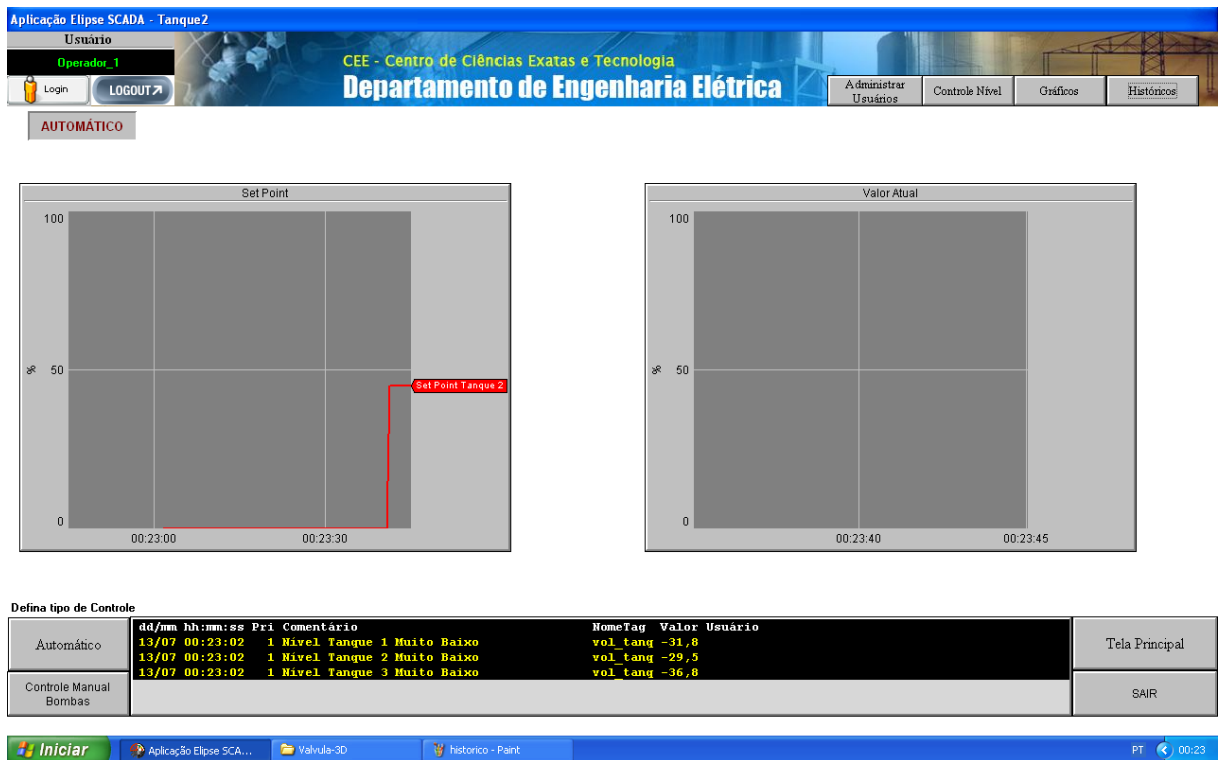 Aplicação Elipse SCADA - Tanque2
Usuário
Operador_1
Login
LOGOUT
CEE - Centro de Ciências Exatas e Tecnologia
Departamento de Engenharia Elétrica
Administrar Usuários
Controle Nível
Gráficos
Históricos
AUTOMÁTICO
Set Point
100
% 50
0
00:23:00 00:23:30
Set Point Tanque 2
Valor Atual
100
% 50
0
00:23:40 00:23:45
Defina tipo de Controle
Automático
Controle Manual
Bombas
dd/mm hh:mm:ss Pri Comentário NomeTag Valor Usuário
13/07 00:23:02 1 Nível Tanque 1 Muito Baixo vol_tanq -31,8
13/07 00:23:02 1 Nível Tanque 2 Muito Baixo vol_tanq -29,5
13/07 00:23:02 1 Nível Tanque 3 Muito Baixo vol_tanq -36,8
Tela Principal
SAIR
Iniciar
Aplicação Elipse SCA...
Valvula-3D
historico - Paint
PT
00:23